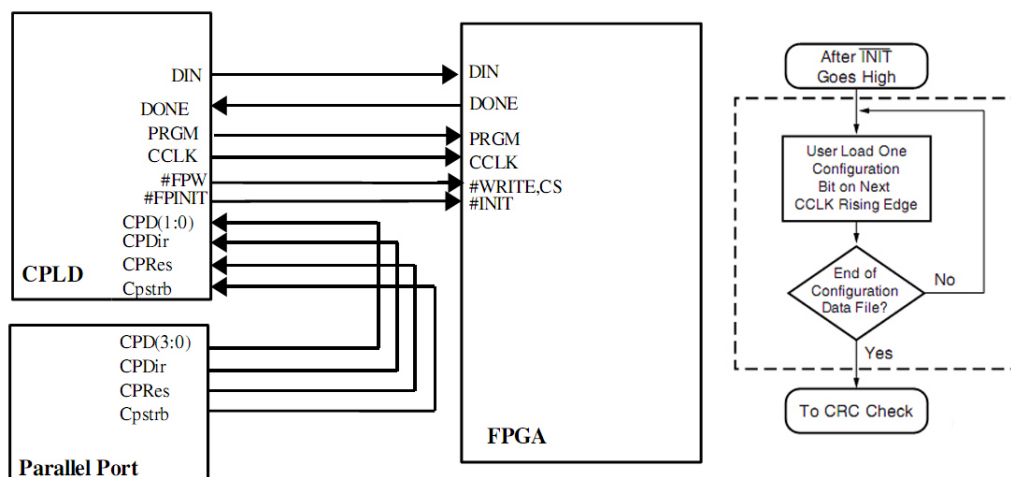 DIN
DONE
PRGM
CCLK
#FPW
#FPINIT
CPD(1:0)
CPDir
CPRes
Cpstrb
CPLD
CPD(3:0)
CPDir
CPRes
Cpstrb
Parallel Port
DIN
DONE
PRGM
CCLK
#WRITE,CS
#INIT
FPGA
After I̅N̅I̅T̅
Goes High
User Load One
Configuration
Bit on Next
CCLK Rising Edge
End of
Configuration
Data File?
No
Yes
To CRC Check